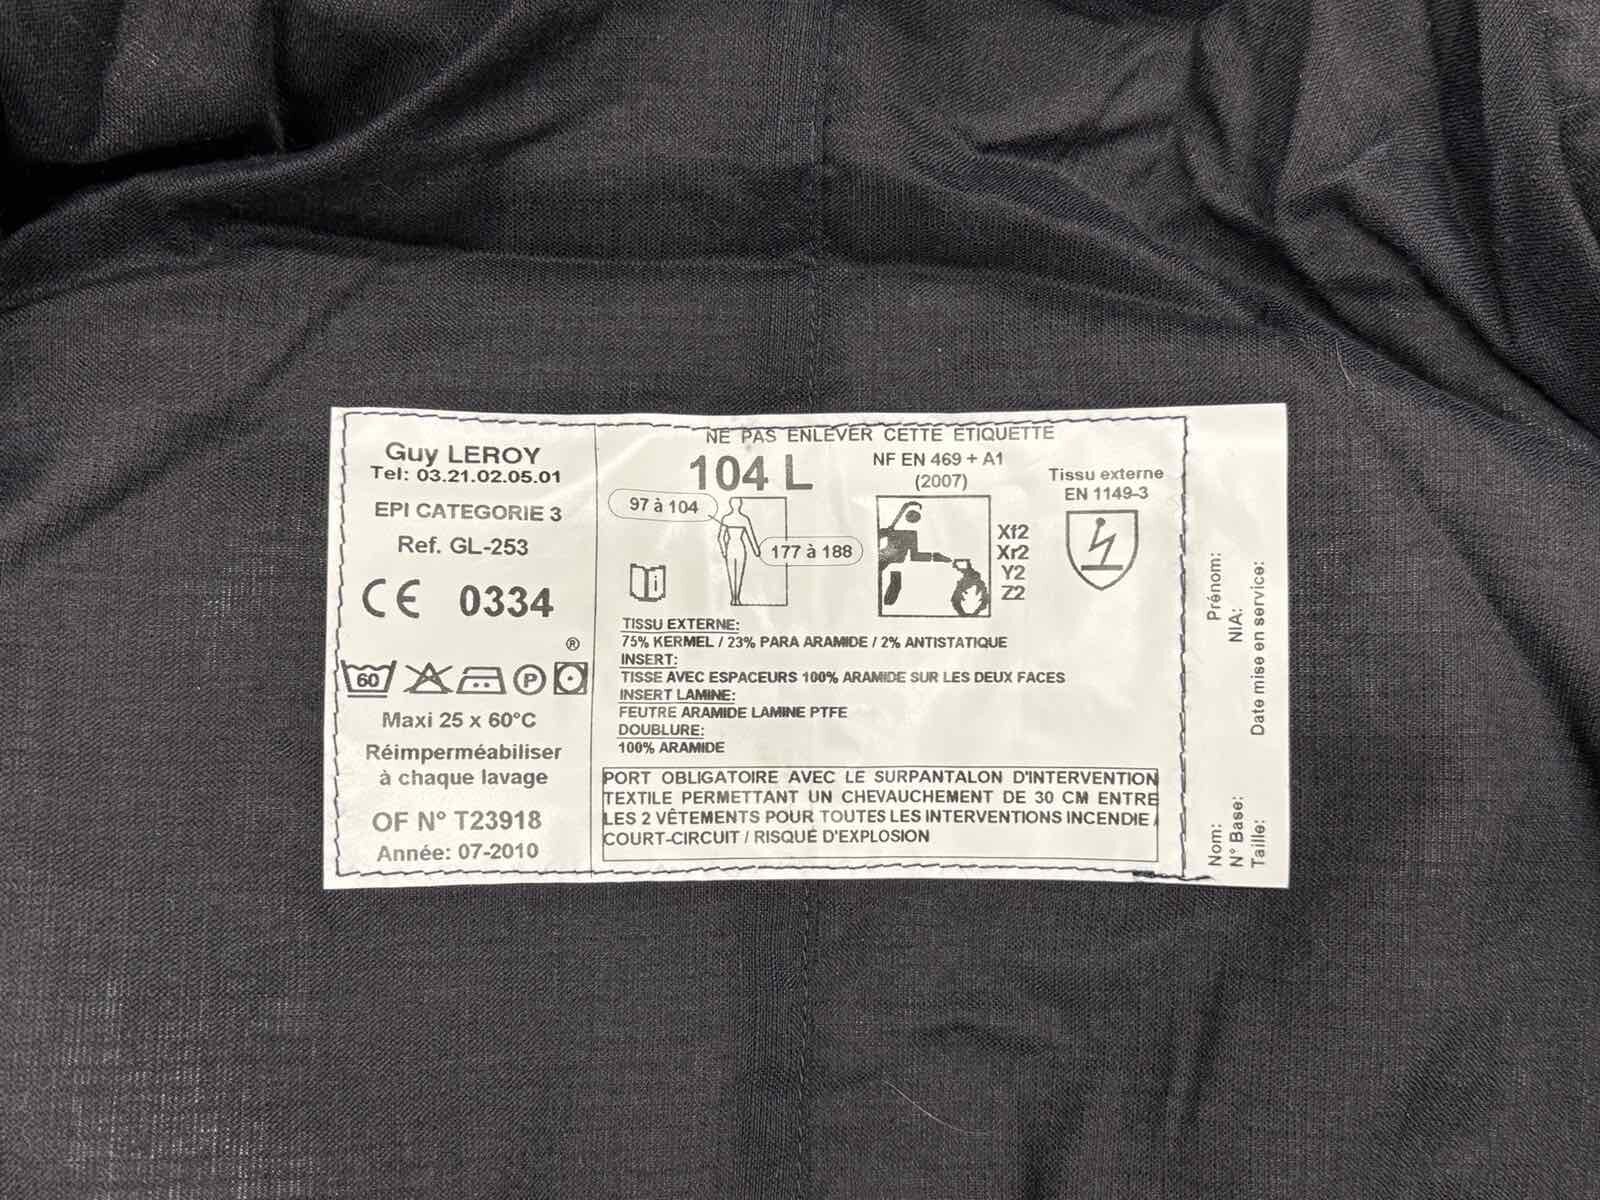 Guy LEROY
Tel: 03.21.02.05.01
EPI CATEGORIE 3
Ref. GL-253
CE 0334
®
60 P
Maxi 25 x 60°C
Réimperméabiliser
à chaque lavage
OF N° T23918
Année: 07-2010
NE PAS ENLEVER CETTE ETIQUETTE
104 L
97 à 104
177 à 188
i
NF EN 469 + A1
(2007)
Xf2
Xr2
Y2
Z2
Tissu externe
EN 1149-3
TISSU EXTERNE:
75% KERMEL / 23% PARA ARAMIDE / 2% ANTISTATIQUE
INSERT:
TISSE AVEC ESPACEURS 100% ARAMIDE SUR LES DEUX FACES
INSERT LAMINE:
FEUTRE ARAMIDE LAMINE PTFE
DOUBLURE:
100% ARAMIDE
PORT OBLIGATOIRE AVEC LE SURPANTALON D'INTERVENTION
TEXTILE PERMETTANT UN CHEVAUCHEMENT DE 30 CM ENTRE
LES 2 VÊTEMENTS POUR TOUTES LES INTERVENTIONS INCENDIE /
COURT-CIRCUIT / RISQUE D'EXPLOSION
Nom: Prénom:
N° Base: NIA:
Taille: Date mise en service: